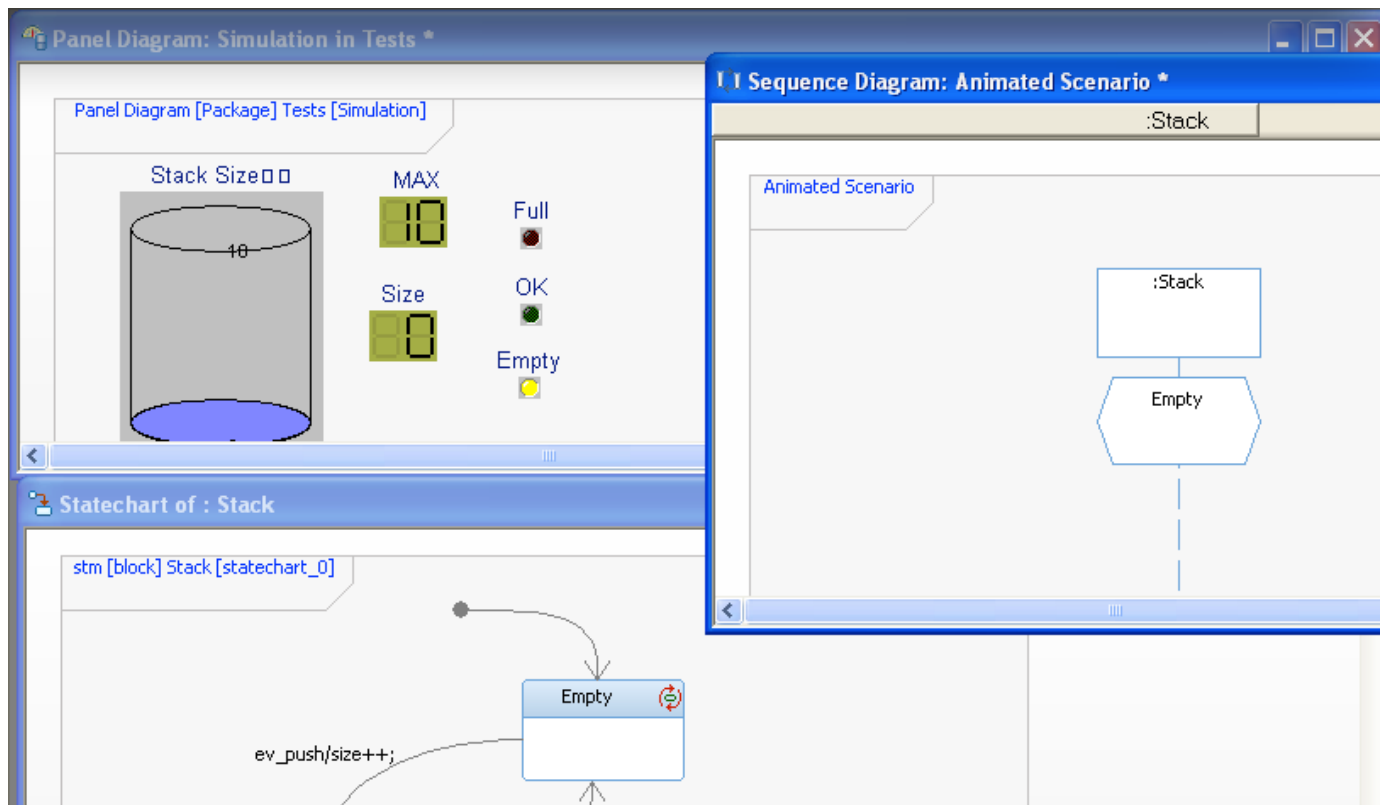 Panel Diagram: Simulation in Tests *
Panel Diagram [Package] Tests [Simulation]
Stack Size□□
10
MAX
10
Size
0
Full
OK
Empty
Sequence Diagram: Animated Scenario *
:Stack
Animated Scenario
:Stack
Empty
Statechart of : Stack
stm [block] Stack [statechart_0]
Empty
ev_push/size++;